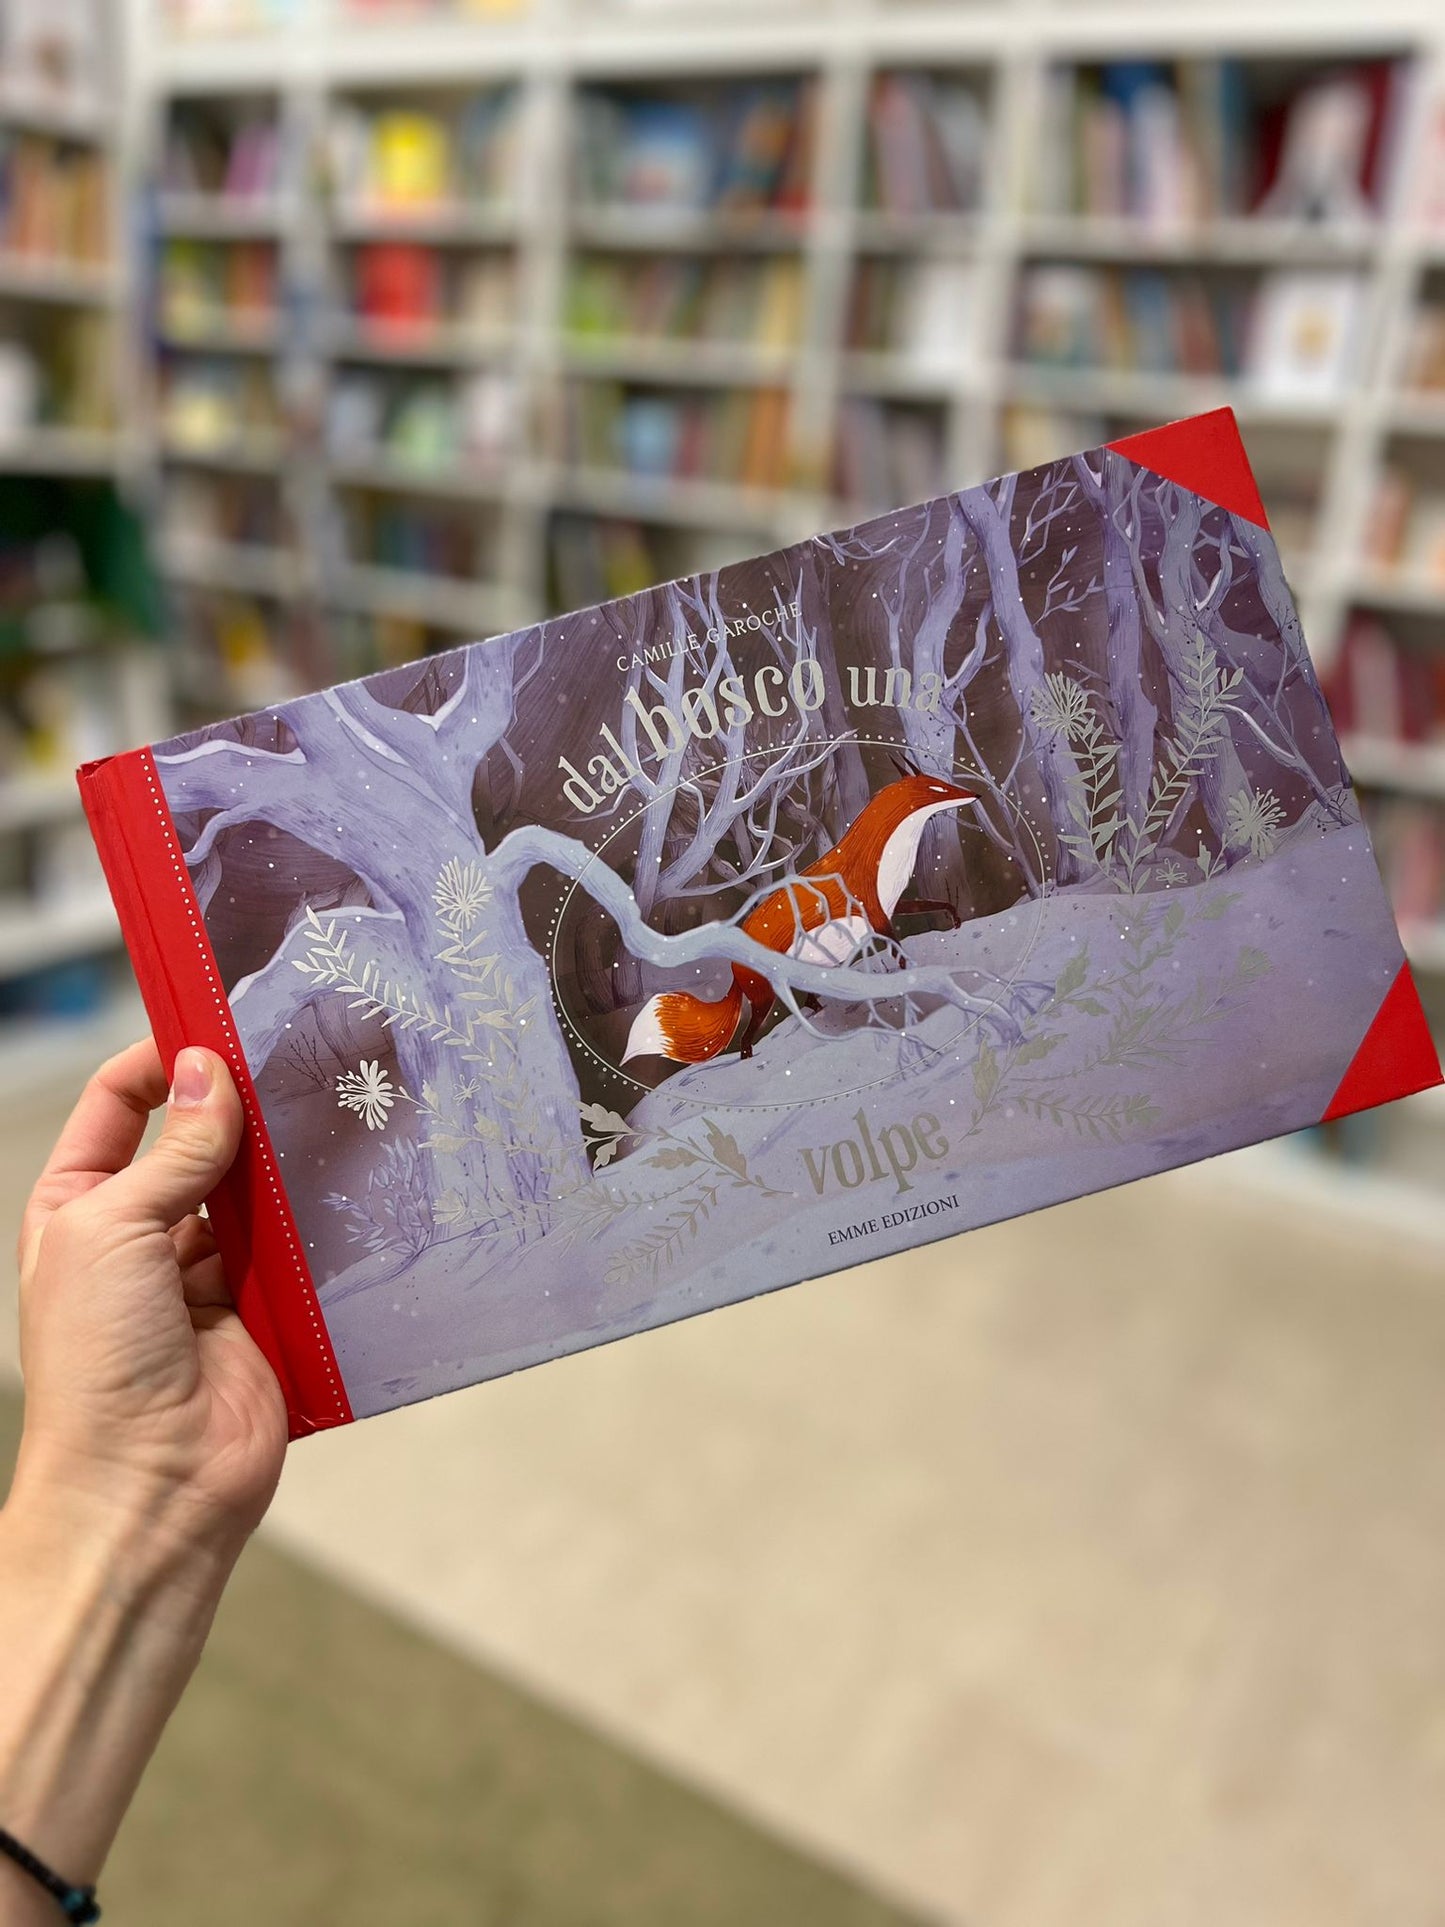 CAMILLE GAROCHE
dal bosco una
volpe
EMME EDIZIONI